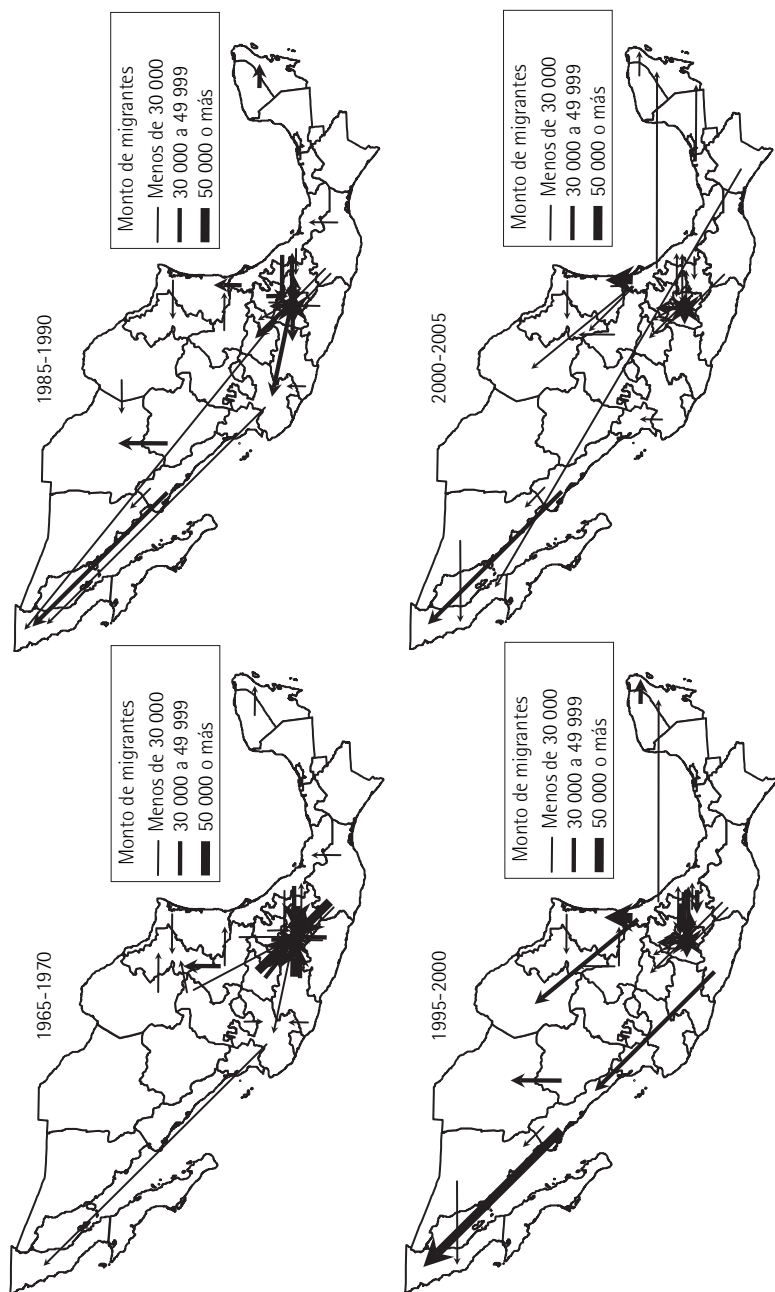 1965-1970
Monto de migrantes
Menos de 30 000
30 000 a 49 999
50 000 o más
1985-1990
Monto de migrantes
Menos de 30 000
30 000 a 49 999
50 000 o más
1995-2000
Monto de migrantes
Menos de 30 000
30 000 a 49 999
50 000 o más
2000-2005
Monto de migrantes
Menos de 30 000
30 000 a 49 999
50 000 o más